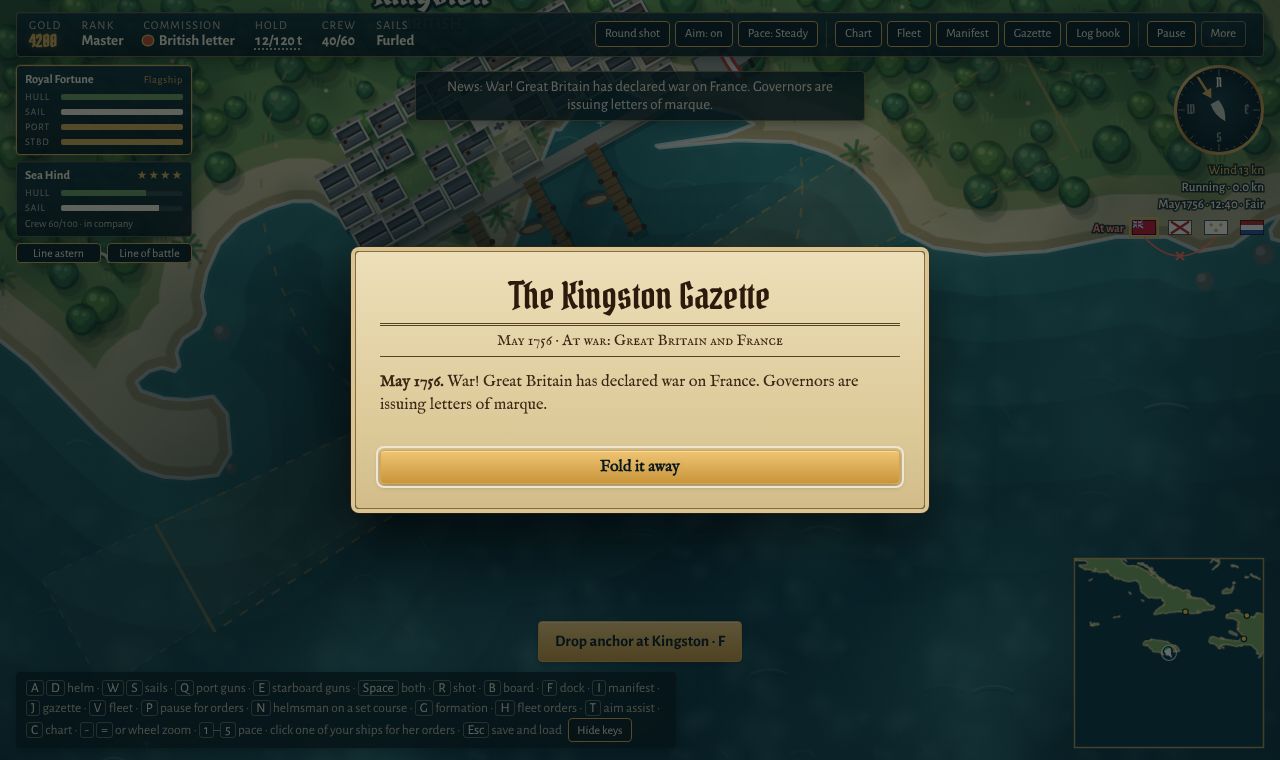 Kingston
BRITISH
GOLD RANK COMMISSION HOLD CREW SAILS
4200 Master British letter 12/120 t 40/60 Furled
Round shot Aim: on Pace: Steady Chart Fleet Manifest Gazette Log book Pause More
Royal Fortune Flagship
HULL
SAIL
PORT
STBD
Sea Hind ★★★★
HULL
SAIL
Crew 60/100 · in company
Line astern Line of battle
News: War! Great Britain has declared war on France. Governors are
issuing letters of marque.
N
W E
S
Wind 13 kn
Running · 0.0 kn
May 1756 · 12:40 · Fair
At war
The Kingston Gazette
May 1756 · At war: Great Britain and France
May 1756. War! Great Britain has declared war on France. Governors are
issuing letters of marque.
Fold it away
Drop anchor at Kingston · F
A D helm · W S sails · Q port guns · E starboard guns · Space both · R shot · B board · F dock · I manifest ·
J gazette · V fleet · P pause for orders · N helmsman on a set course · G formation · H fleet orders · T aim assist ·
C chart · - = or wheel zoom · 1–5 pace · click one of your ships for her orders · Esc save and load Hide keys